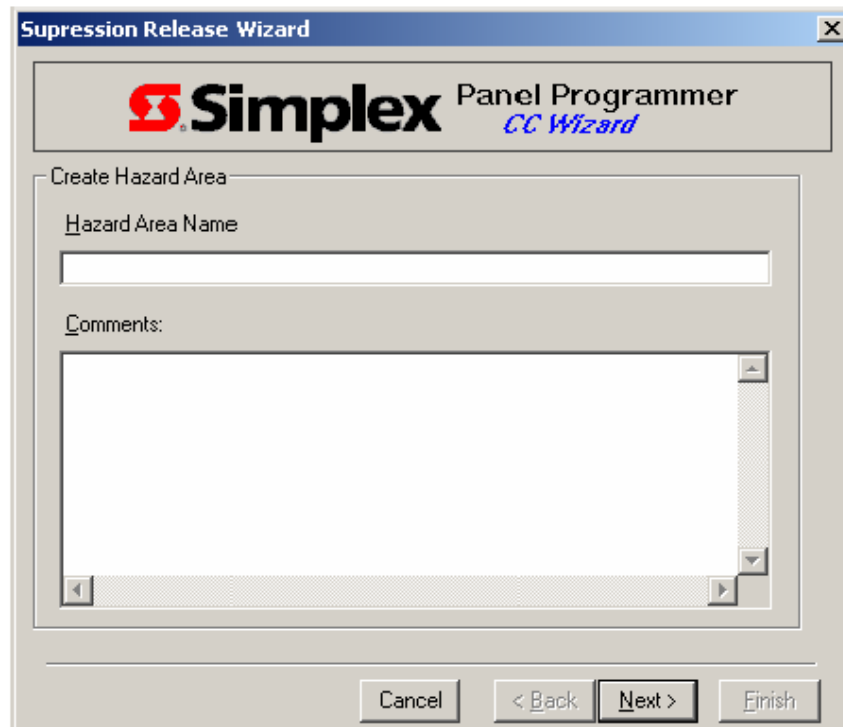 Supression Release Wizard
Simplex Panel Programmer
CC Wizard
Create Hazard Area
Hazard Area Name
Comments:
Cancel < Back Next > Finish